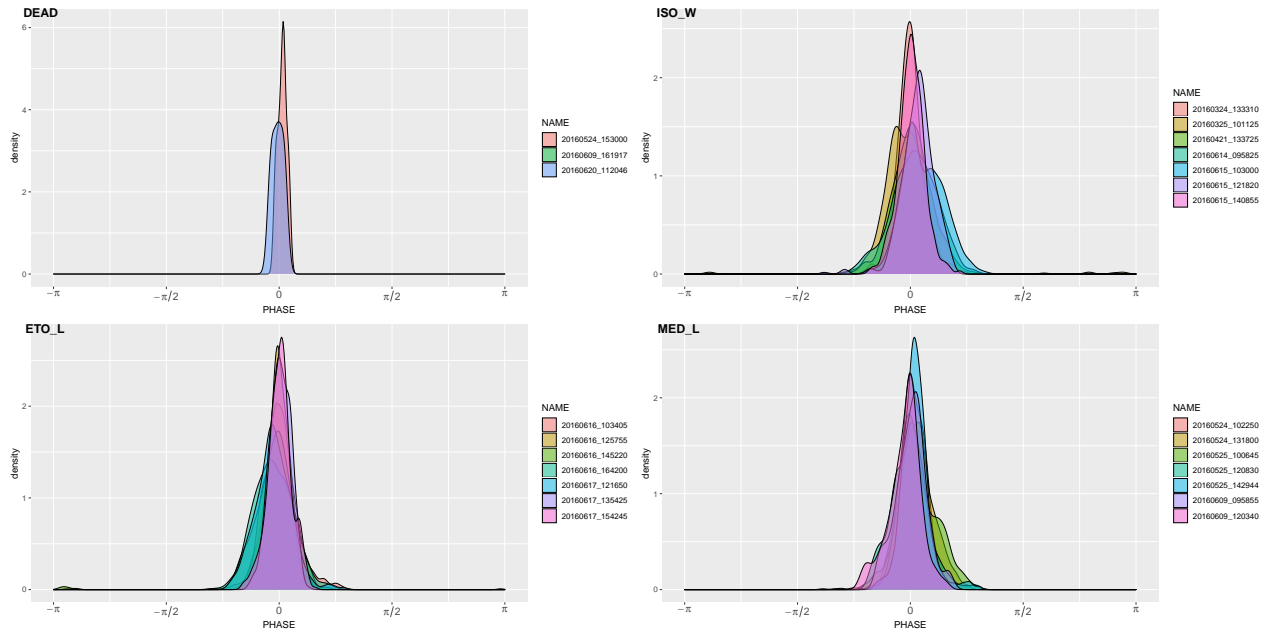 DEAD
density
6
4
2
0
−π
−π/2
0
π/2
π
PHASE
NAME
20160524_153000
20160609_161917
20160620_112046
ISO_W
density
2
1
0
−π
−π/2
0
π/2
π
PHASE
NAME
20160324_133310
20160325_101125
20160421_133725
20160614_095825
20160615_103000
20160615_121820
20160615_140855
ETO_L
density
2
1
0
−π
−π/2
0
π/2
π
PHASE
NAME
20160616_103405
20160616_125755
20160616_145220
20160616_164200
20160617_121650
20160617_135425
20160617_154245
MED_L
density
2
1
0
−π
−π/2
0
π/2
π
PHASE
NAME
20160524_102250
20160524_131800
20160525_100645
20160525_120830
20160525_142944
20160609_095855
20160609_120340